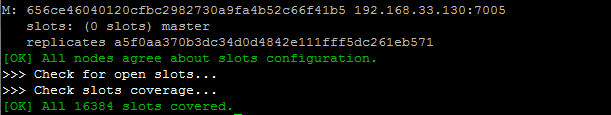 M: 656ce46040120cfbc2982730a9fa4b52c66f41b5 192.168.33.130:7005
slots: (0 slots) master
replicates a5f0aa370b3dc34d0d4842e111fff5dc261eb571
[OK] All nodes agree about slots configuration.
>>> Check for open slots...
>>> Check slots coverage...
[OK] All 16384 slots covered.